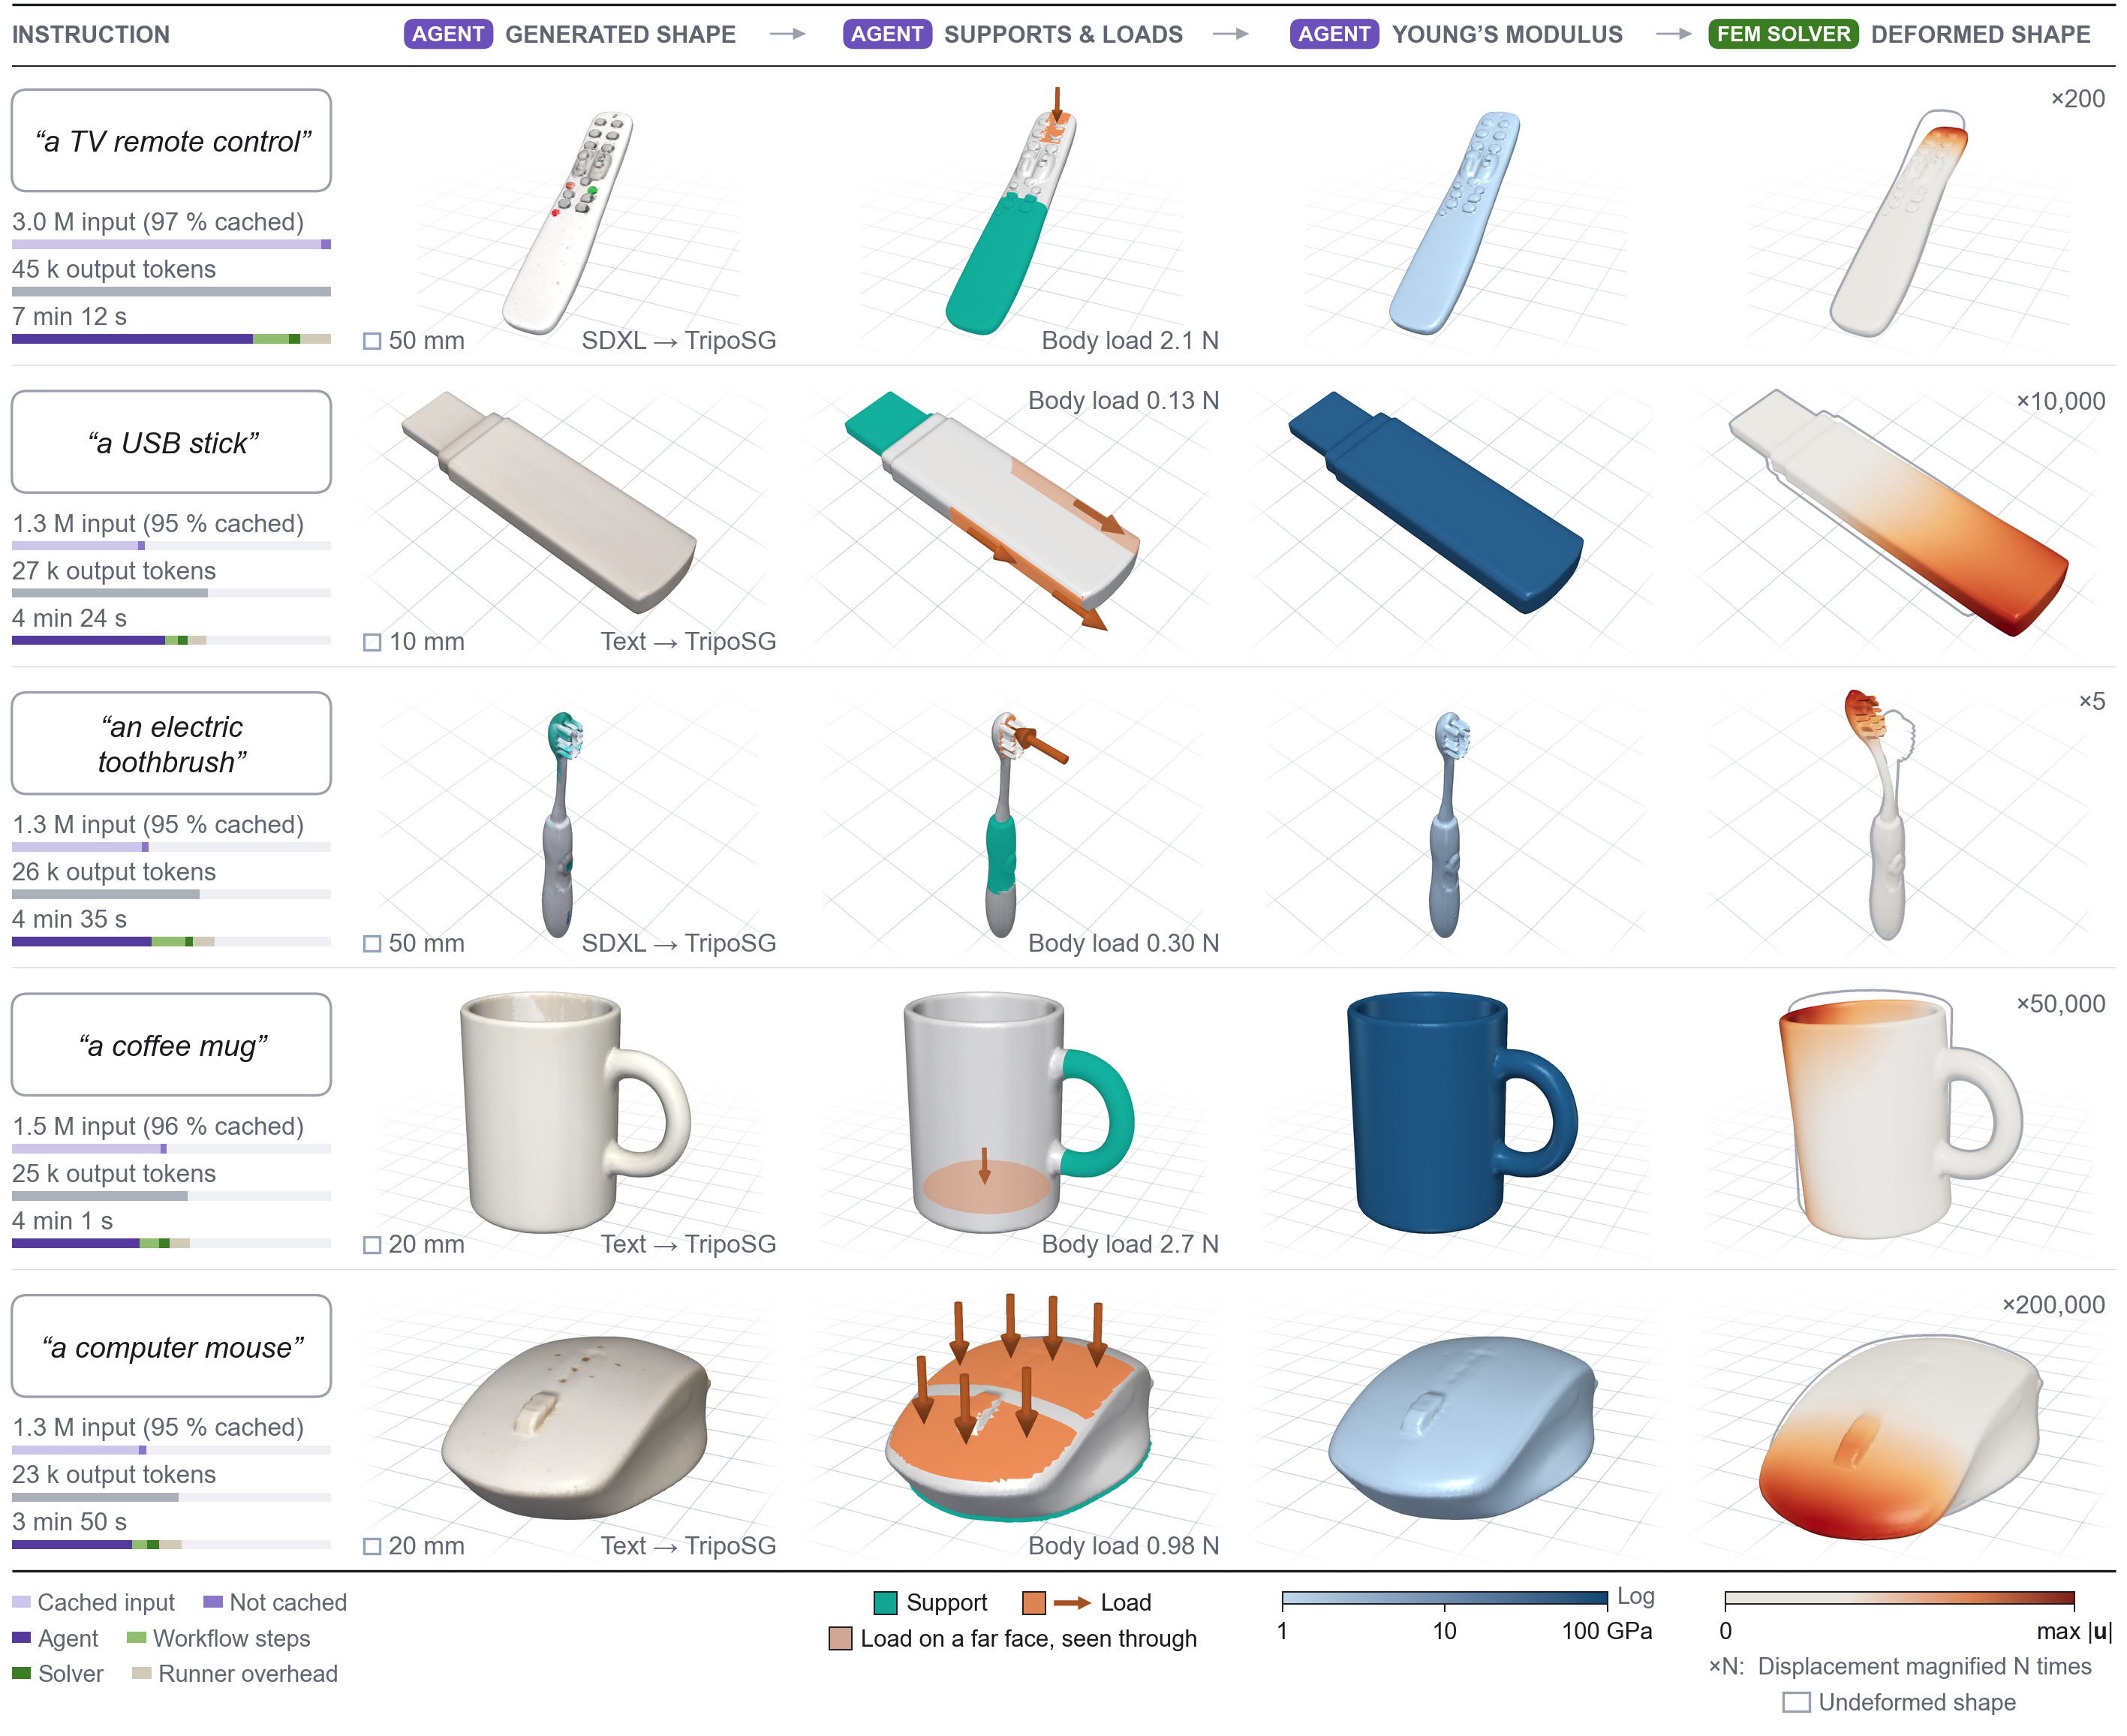 INSTRUCTION
AGENT GENERATED SHAPE → AGENT SUPPORTS & LOADS → AGENT YOUNG’S MODULUS → FEM SOLVER DEFORMED SHAPE
“a TV remote control”
3.0 M input (97 % cached)
45 k output tokens
7 min 12 s
50 mm
SDXL → TripoSG
Body load 2.1 N
×200
“a USB stick”
1.3 M input (95 % cached)
27 k output tokens
4 min 24 s
10 mm
Text → TripoSG
Body load 0.13 N
×10,000
“an electric
toothbrush”
1.3 M input (95 % cached)
26 k output tokens
4 min 35 s
50 mm
SDXL → TripoSG
Body load 0.30 N
×5
“a coffee mug”
1.5 M input (96 % cached)
25 k output tokens
4 min 1 s
20 mm
Text → TripoSG
Body load 2.7 N
×50,000
“a computer mouse”
1.3 M input (95 % cached)
23 k output tokens
3 min 50 s
20 mm
Text → TripoSG
Body load 0.98 N
×200,000
Cached input Not cached
Agent Workflow steps
Solver Runner overhead
Support Load
Load on a far face, seen through
Log
1 10 100 GPa
0 max |u|
×N: Displacement magnified N times
Undeformed shape